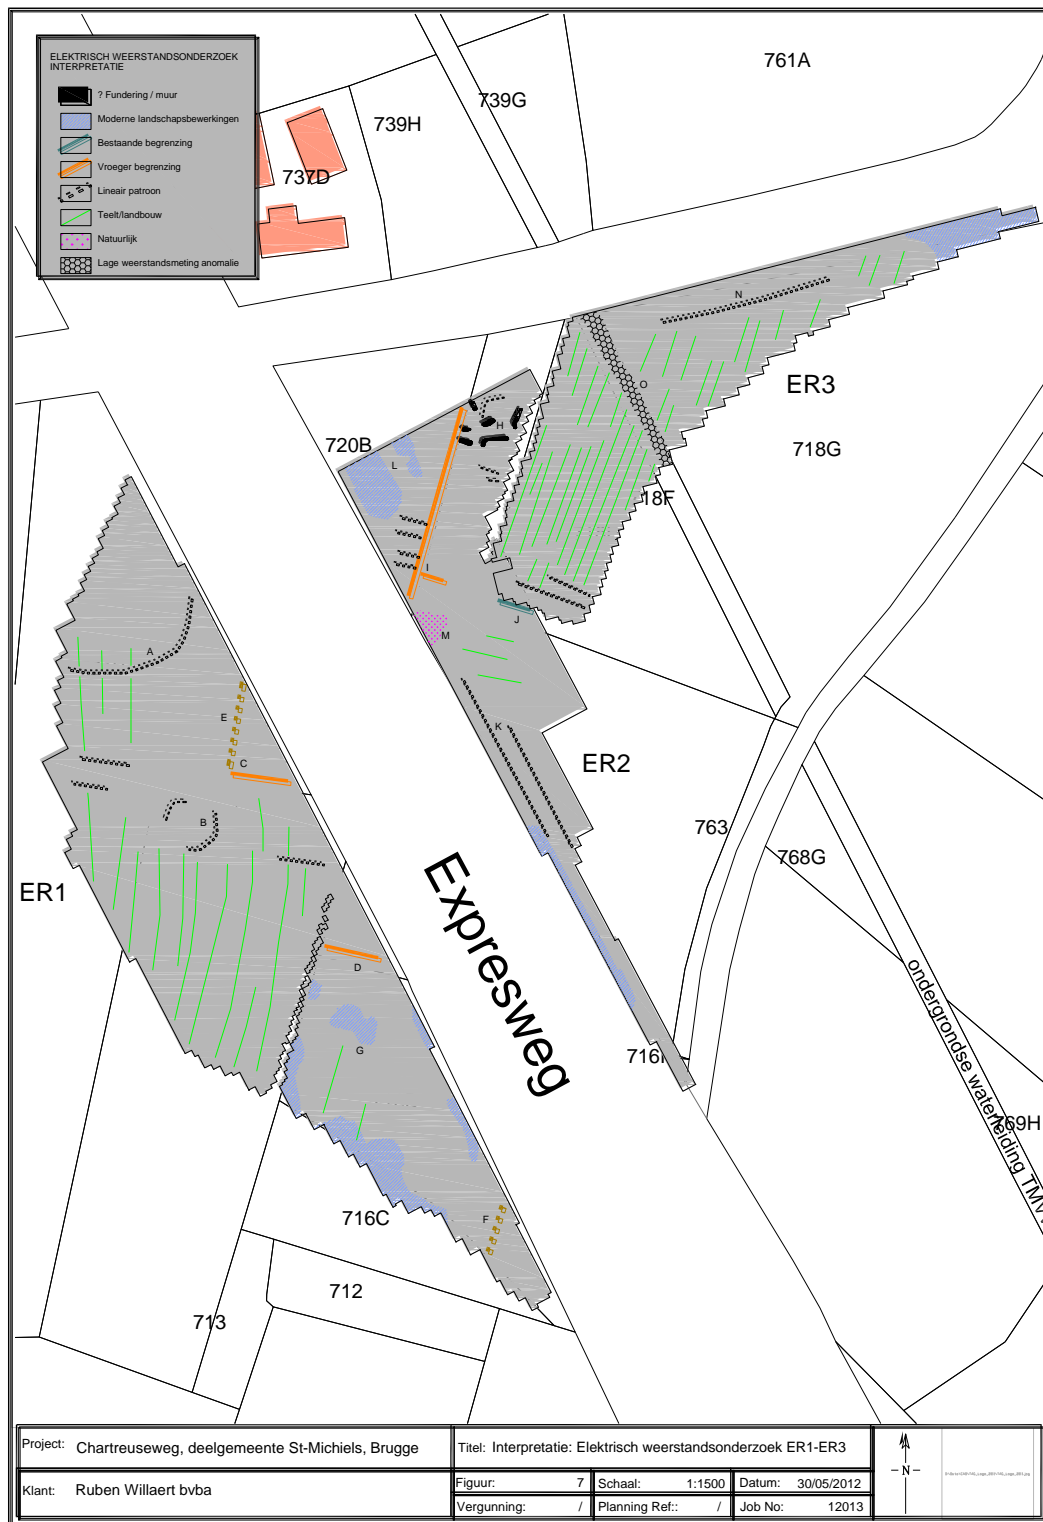 ELEKTRISCH WEERSTANDSONDERZOEK
INTERPRETATIE
? Fundering / muur
Moderne landschapsbewerkingen
Bestaande begrenzing
Vroeger begrenzing
Lineair patroon
Teelt/landbouw
Natuurlijk
Lage weerstandsmeting anomalie
761A
739G
739H
737D
N
O
ER3
H
720B
718G
L
18F
I
J
M
A
E
K
C
ER2
B
763
768G
ER1
Expresweg
D
ondergrondse waterleiding TMV
G
716
769H
716C
F
712
713
Project: Chartreuseweg, deelgemeente St-Michiels, Brugge
Titel: Interpretatie: Elektrisch weerstandsonderzoek ER1-ER3
Klant: Ruben Willaert bvba
Figuur: 7
Schaal: 1:1500
Datum: 30/05/2012
Vergunning: /
Planning Ref.: /
Job No: 12013
N